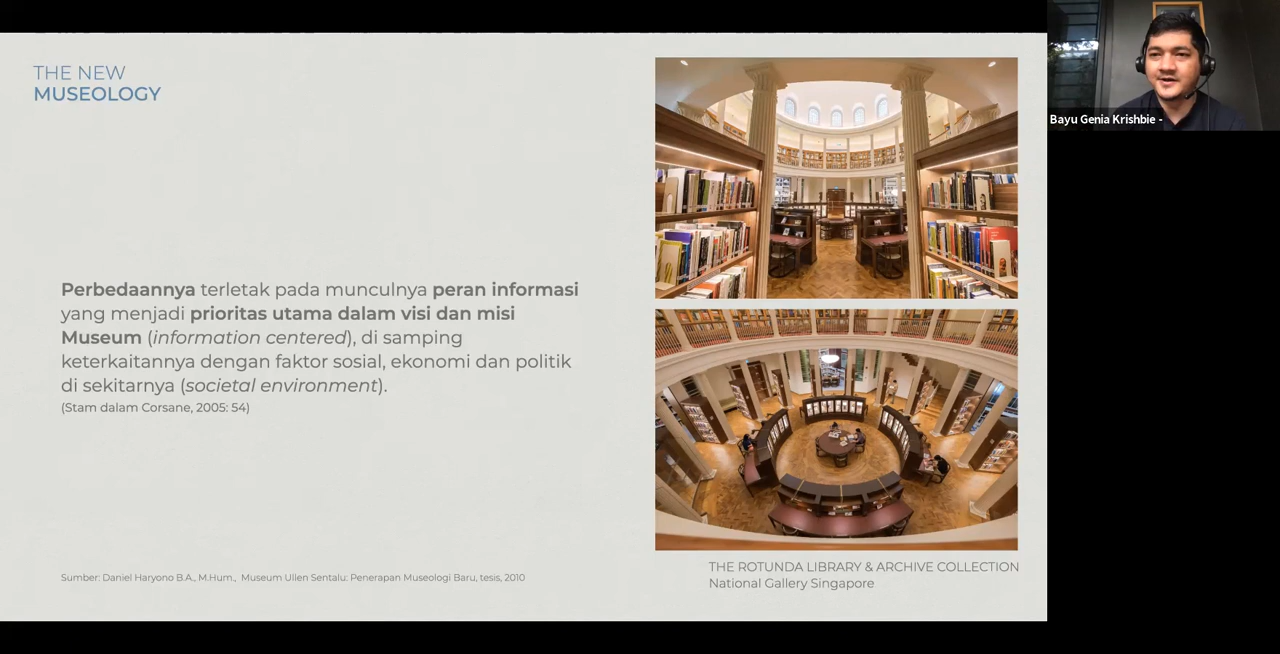 THE NEW
MUSEOLOGY
Perbedaannya terletak pada munculnya peran informasi
yang menjadi prioritas utama dalam visi dan misi
Museum (information centered), di samping
keterkaitannya dengan faktor sosial, ekonomi dan politik
di sekitarnya (societal environment).
(Stam dalam Corsane, 2005: 54)
Sumber: Daniel Haryono B.A., M.Hum., Museum Ullen Sentalu: Penerapan Museologi Baru, tesis, 2010
THE ROTUNDA LIBRARY & ARCHIVE COLLECTION
National Gallery Singapore
Bayu Genia Krishbie -